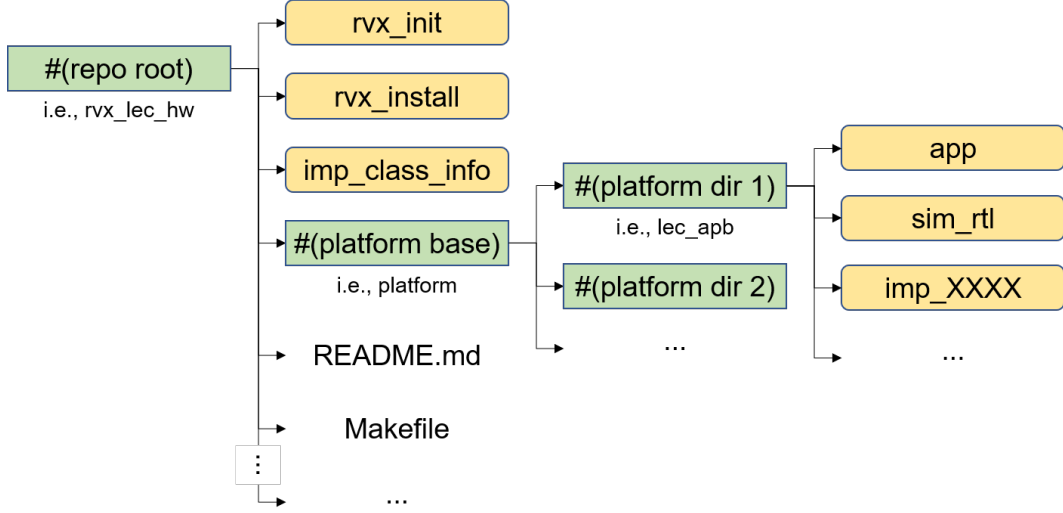 #(repo root)
i.e., rvx_lec_hw
rvx_init
rvx_install
imp_class_info
#(platform base)
i.e., platform
README.md
Makefile
⋮
...
#(platform dir 1)
i.e., lec_apb
#(platform dir 2)
...
app
sim_rtl
imp_XXXX
...